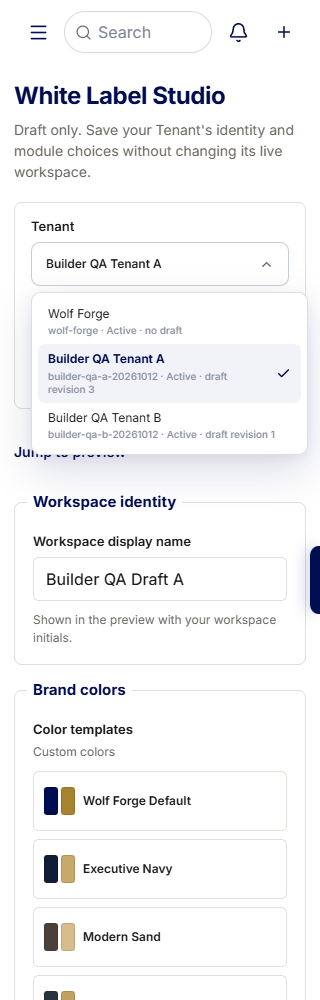 Search
White Label Studio
Draft only. Save your Tenant's identity and
module choices without changing its live
workspace.
Tenant
Builder QA Tenant A
Wolf Forge
wolf-forge · Active · no draft
Builder QA Tenant A
builder-qa-a-20261012 · Active · draft
revision 3
Builder QA Tenant B
builder-qa-b-20261012 · Active · draft revision 1
Jump to preview
Workspace identity
Workspace display name
Builder QA Draft A
Shown in the preview with your workspace
initials.
Brand colors
Color templates
Custom colors
Wolf Forge Default
Executive Navy
Modern Sand